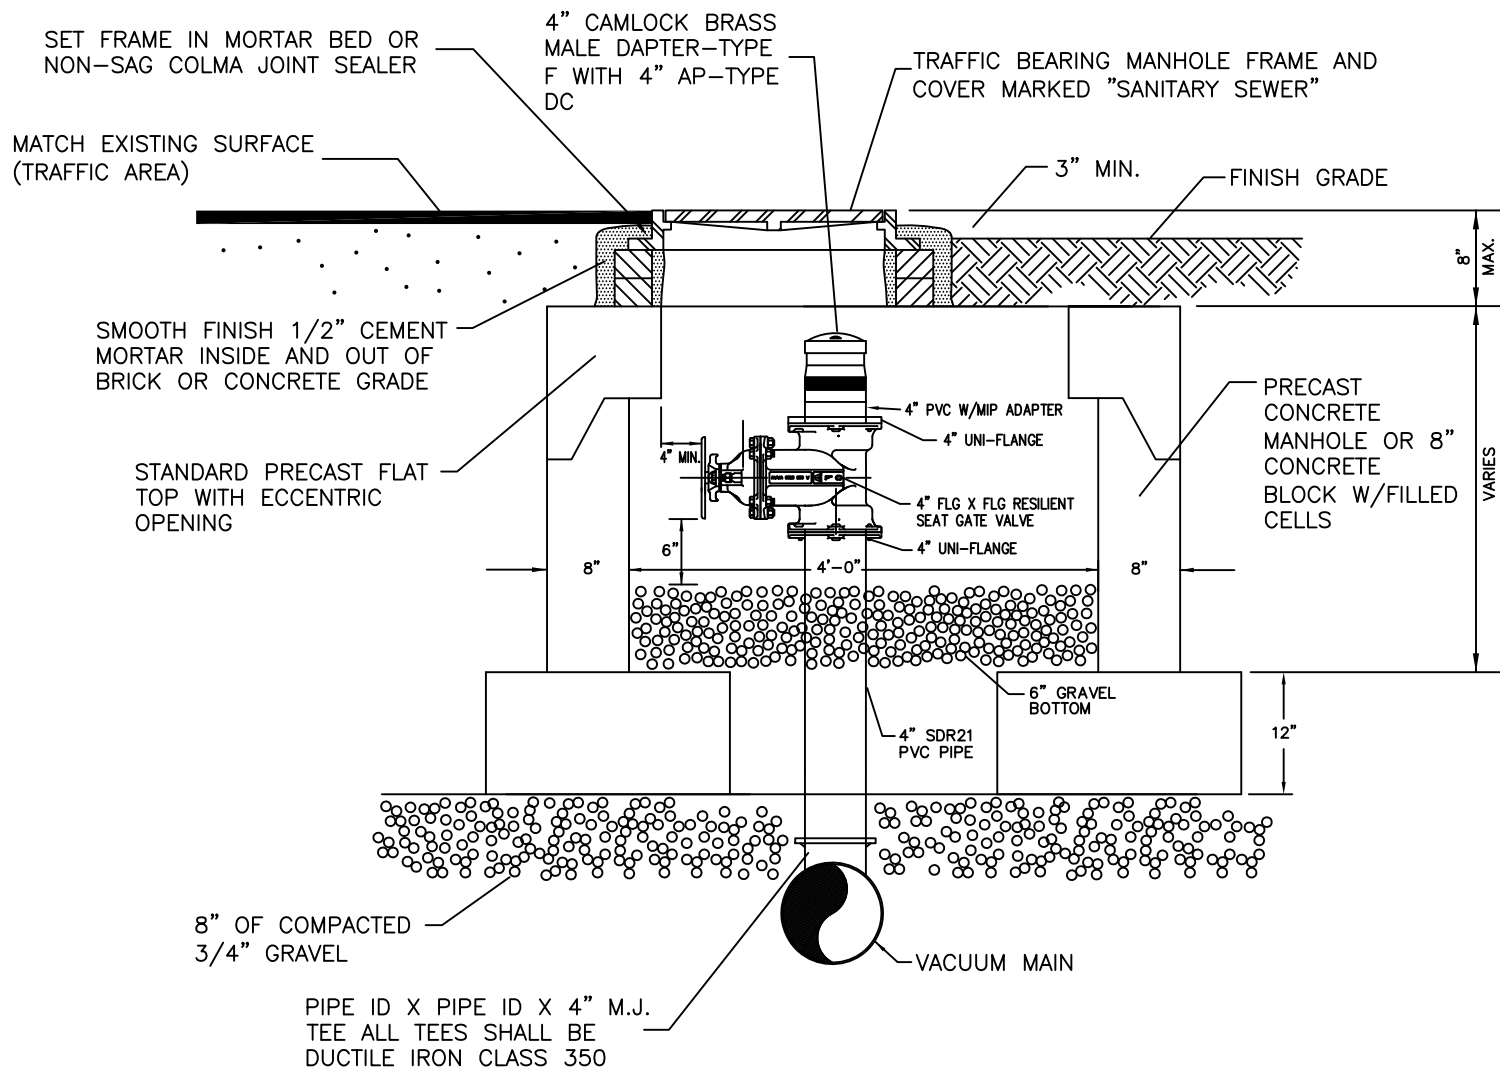 SET FRAME IN MORTAR BED OR
NON-SAG COLMA JOINT SEALER
4" CAMLOCK BRASS
MALE DAPTER-TYPE
F WITH 4" AP-TYPE
DC
TRAFFIC BEARING MANHOLE FRAME AND
COVER MARKED "SANITARY SEWER"
MATCH EXISTING SURFACE
(TRAFFIC AREA)
3" MIN.
FINISH GRADE
8"
MAX.
SMOOTH FINISH 1/2" CEMENT
MORTAR INSIDE AND OUT OF
BRICK OR CONCRETE GRADE
PRECAST
CONCRETE
MANHOLE OR 8"
CONCRETE
BLOCK W/FILLED
CELLS
VARIES
4" PVC W/MIP ADAPTER
4" UNI-FLANGE
4" MIN.
STANDARD PRECAST FLAT
TOP WITH ECCENTRIC
OPENING
4" FLG X FLG RESILIENT
SEAT GATE VALVE
4" UNI-FLANGE
6"
8"
4'-0"
8"
6" GRAVEL
BOTTOM
4" SDR21
PVC PIPE
12"
8" OF COMPACTED
3/4" GRAVEL
VACUUM MAIN
PIPE ID X PIPE ID X 4" M.J.
TEE ALL TEES SHALL BE
DUCTILE IRON CLASS 350